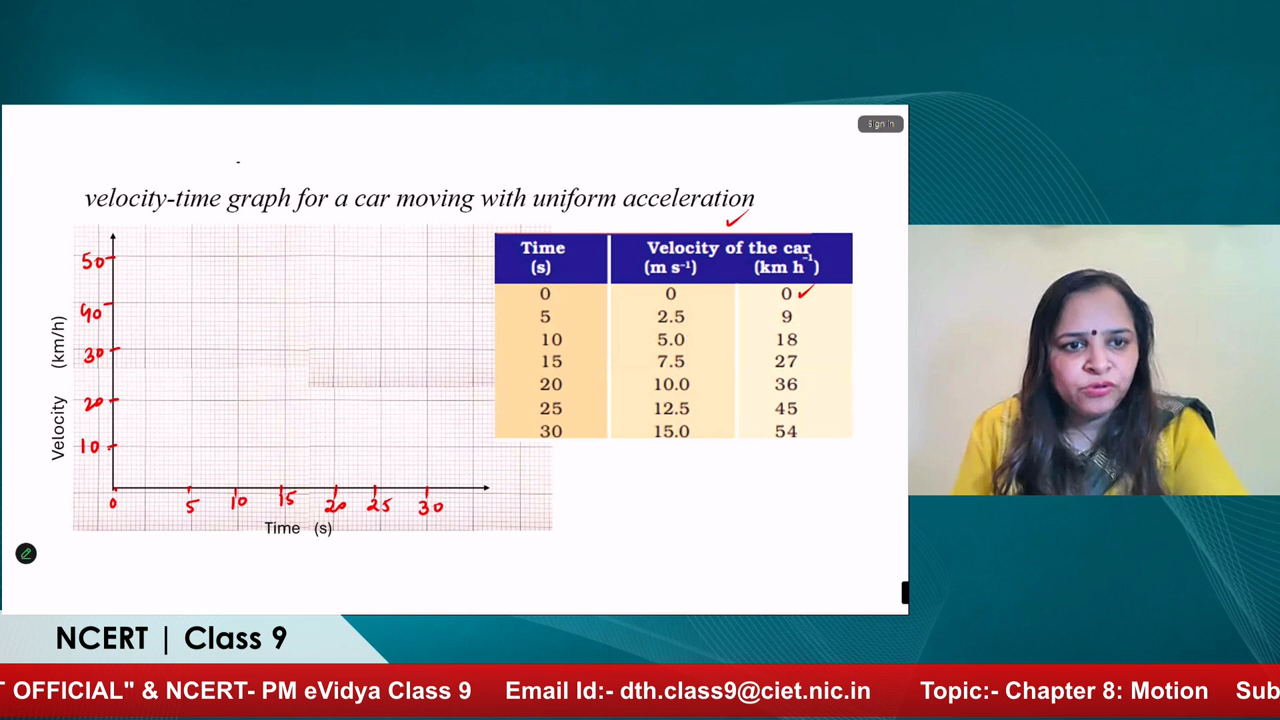 Sign in
velocity-time graph for a car moving with uniform acceleration
Time (s) Velocity of the car
(m s⁻¹) (km h⁻¹)
0 0 0
5 2.5 9
10 5.0 18
15 7.5 27
20 10.0 36
25 12.5 45
30 15.0 54
Velocity (km/h)
50
40
30
20
10
0 5 10 15 20 25 30
Time (s)
NCERT | Class 9
T OFFICIAL" & NCERT- PM eVidya Class 9 Email Id:- dth.class9@ciet.nic.in Topic:- Chapter 8: Motion Sub